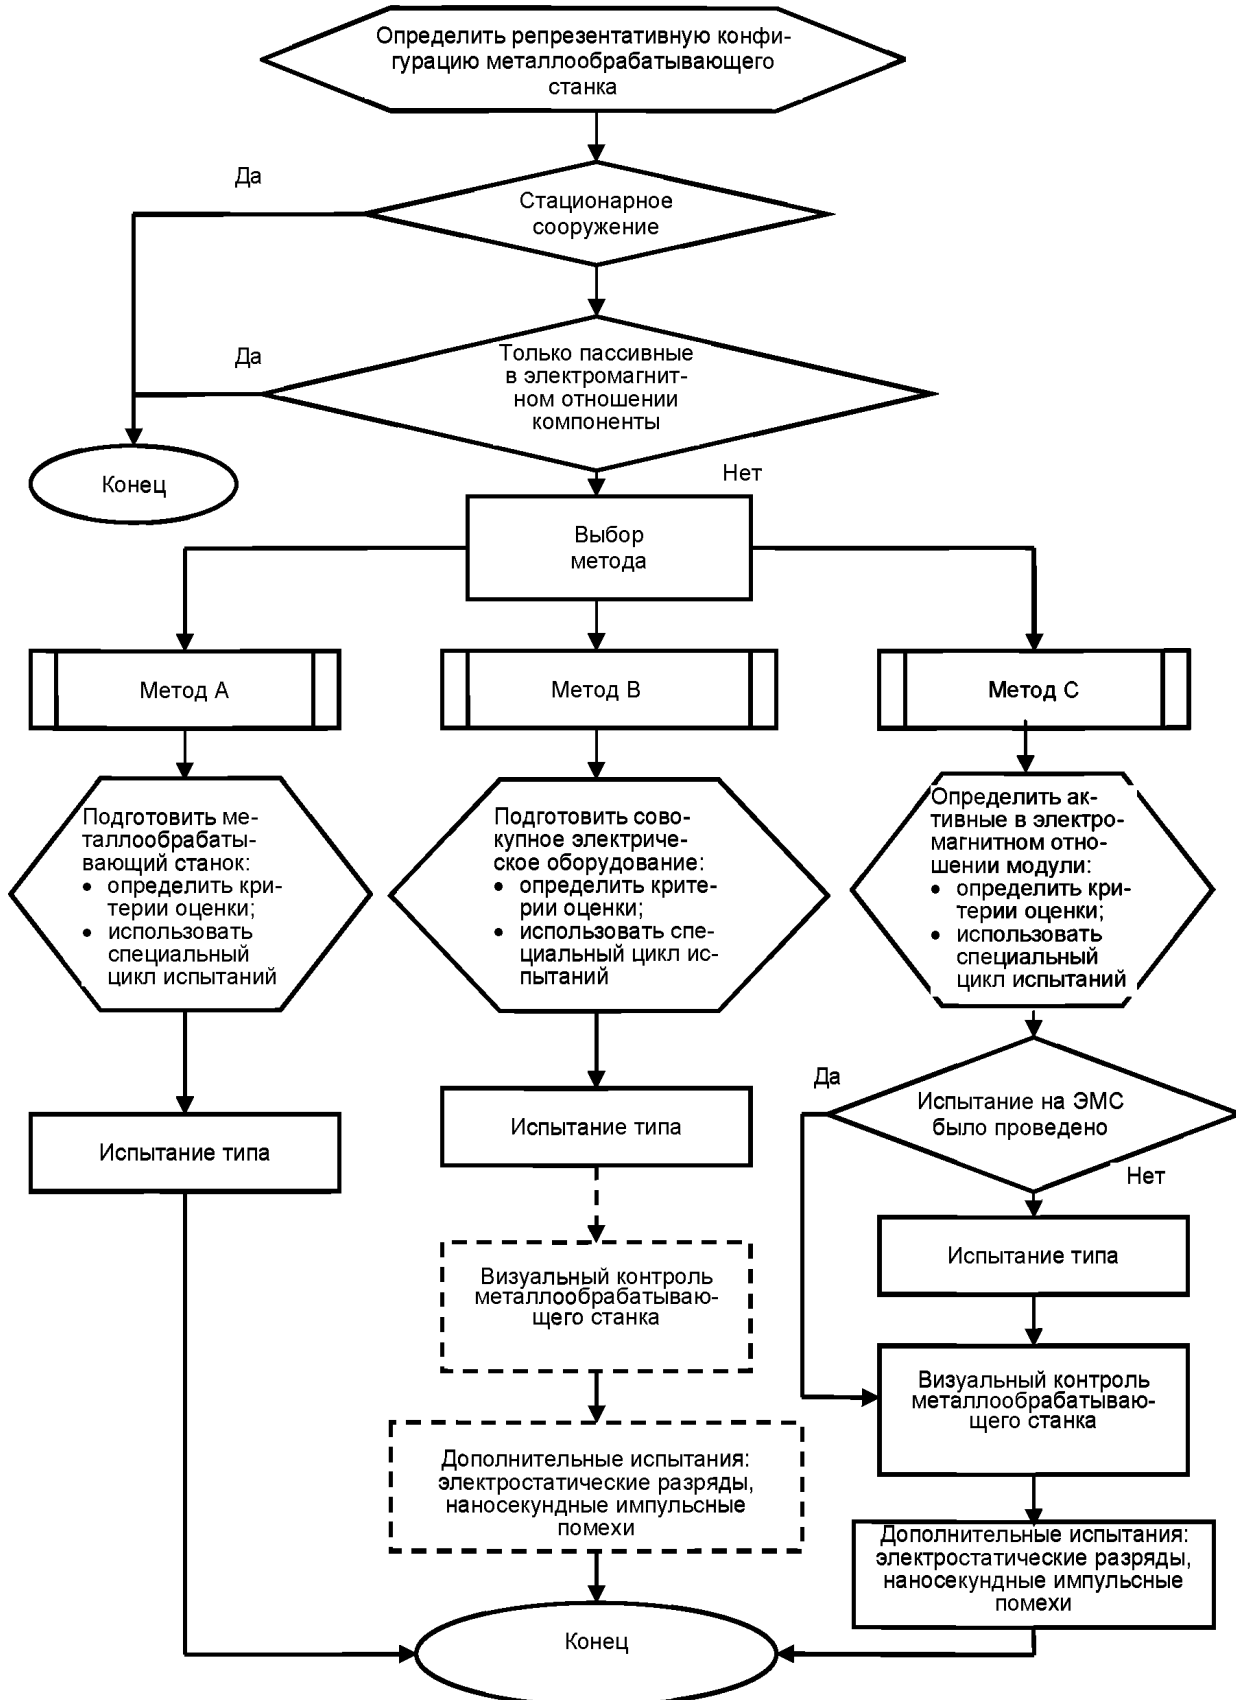 Определить репрезентативную конфи-
гурацию металлообрабатывающего
станка
Да
Стационарное
сооружение
Да
Только пассивные
в электромагнит-
ном отношении
компоненты
Конец
Нет
Выбор
метода
Метод А
Метод В
Метод С
Подготовить ме-
таллообрабаты-
вающий станок:
• определить кри-
терии оценки;
• использовать
специальный
цикл испытаний
Подготовить сово-
купное электриче-
ское оборудование:
• определить крите-
рии оценки;
• использовать спе-
циальный цикл ис-
пытаний
Определить ак-
тивные в электро-
магнитном отно-
шении модули:
• определить кри-
терии оценки;
• использовать
специальный
цикл испытаний
Испытание типа
Испытание типа
Да
Испытание на ЭМС
было проведено
Нет
Испытание типа
Визуальный контроль
металлообрабатываю-
щего станка
Визуальный контроль
металлообрабатываю-
щего станка
Дополнительные испытания:
электростатические разряды,
наносекундные импульсные
помехи
Дополнительные испытания:
электростатические разряды,
наносекундные импульсные
помехи
Конец